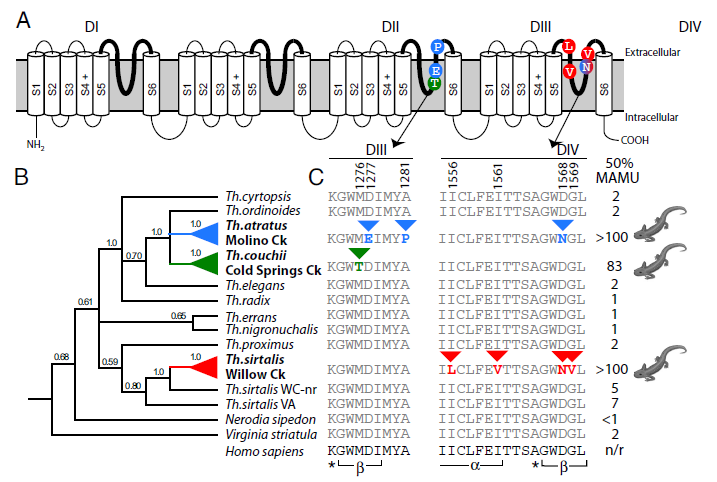 A
DI DII DIII DIV
P L V
E V N
T
Extracellular
Intracellular
S1 S2 S3 S4 + S5 S6 S1 S2 S3 S4 + S5 S6 S1 S2 S3 S4 + S5 S6 S1 S2 S3 S4 + S5 S6
NH2 COOH
B C
DIII DIV
1276 1277 1281 1556 1561 1568 1569
50%
MAMU
Th.cyrtopsis KGWMDIMYA IICLFEITTSAGWDGL 2
Th.ordinoides KGWMDIMYA IICLFEITTSAGWDGL 2
Th.atratus
Molino Ck KGWMEIMYP IICLFEITTSAGWNGL >100
Th.couchii
Cold Springs Ck KGWTDIMYA IICLFEITTSAGWDGL 83
Th.elegans KGWMDIMYA IICLFEITTSAGWDGL 2
Th.radix KGWMDIMYA IICLFEITTSAGWDGL 1
Th.errans KGWMDIMYA IICLFEITTSAGWDGL 1
Th.nigronuchalis KGWMDIMYA IICLFEITTSAGWDGL 1
Th.proximus KGWMDIMYA IICLFEITTSAGWDGL 2
Th.sirtalis
Willow Ck KGWMDIMYA ILCLFEVTTSAGWNVL >100
Th.sirtalis WC-nr KGWMDIMYA IICLFEITTSAGWDGL 5
Th.sirtalis VA KGWMDIMYA IICLFEITTSAGWDGL 7
Nerodia sipedon KGWMDIMYA IICLFEITTSAGWDGL <1
Virginia striatula KGWMDIMYA IICLFEITTSAGWDGL 2
Homo sapiens KGWMDIMYA IICLFEITTSAGWDGL n/r
* β α * β
1.0
1.0
1.0
1.0
0.70
0.61
0.65
0.68
0.59
1.0
1.0
0.80